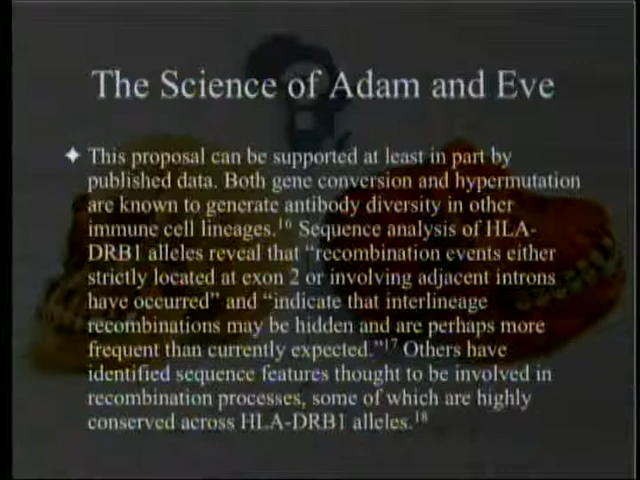 The Science of Adam and Eve
✦ This proposal can be supported at least in part by
published data. Both gene conversion and hypermutation
are known to generate antibody diversity in other
immune cell lineages.16 Sequence analysis of HLA-
DRB1 alleles reveal that “recombination events either
strictly located at exon 2 or involving adjacent introns
have occurred” and “indicate that interlineage
recombinations may be hidden and are perhaps more
frequent than currently expected.”17 Others have
identified sequence features thought to be involved in
recombination processes, some of which are highly
conserved across HLA-DRB1 alleles.18